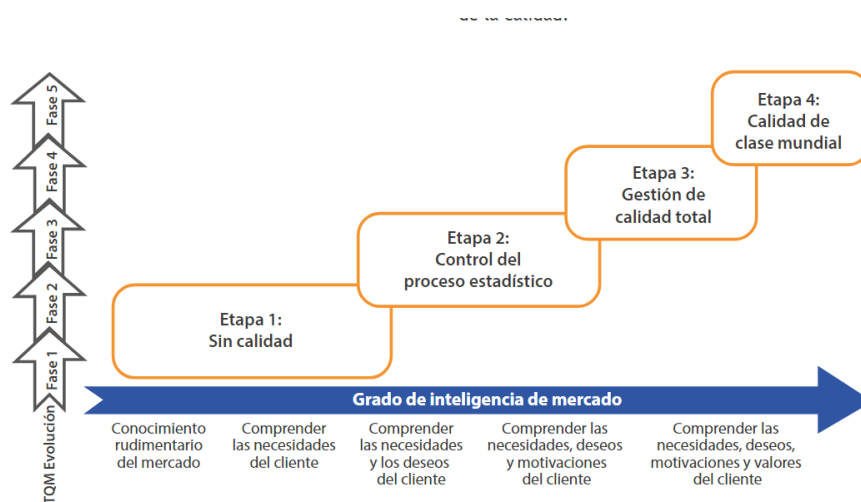 de la calidad.
Fase 5
Fase 4
Fase 3
Fase 2
Fase 1
TQM Evolución
Etapa 4:
Calidad de
clase mundial
Etapa 3:
Gestión de
calidad total
Etapa 2:
Control del
proceso estadístico
Etapa 1:
Sin calidad
Grado de inteligencia de mercado
Conocimiento
rudimentario
del mercado
Comprender
las necesidades
del cliente
Comprender
las necesidades
y los deseos
del cliente
Comprender las
necesidades, deseos
y motivaciones
del cliente
Comprender las
necesidades, deseos,
motivaciones y valores
del cliente